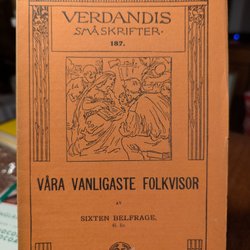 VERDANDIS
SMÅSKRIFTER.
187.
VÅRA VANLIGASTE FOLKVISOR
AV
SIXTEN BELFRAGE,